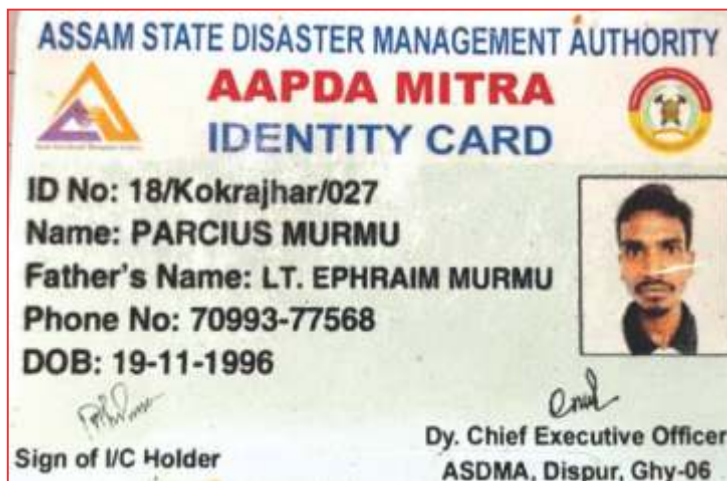 ASSAM STATE DISASTER MANAGEMENT AUTHORITY
AAPDA MITRA
IDENTITY CARD
ID No: 18/Kokrajhar/027
Name: PARCIUS MURMU
Father's Name: LT. EPHRAIM MURMU
Phone No: 70993-77568
DOB: 19-11-1996
Sign of I/C Holder
Dy. Chief Executive Officer
ASDMA, Dispur, Ghy-06